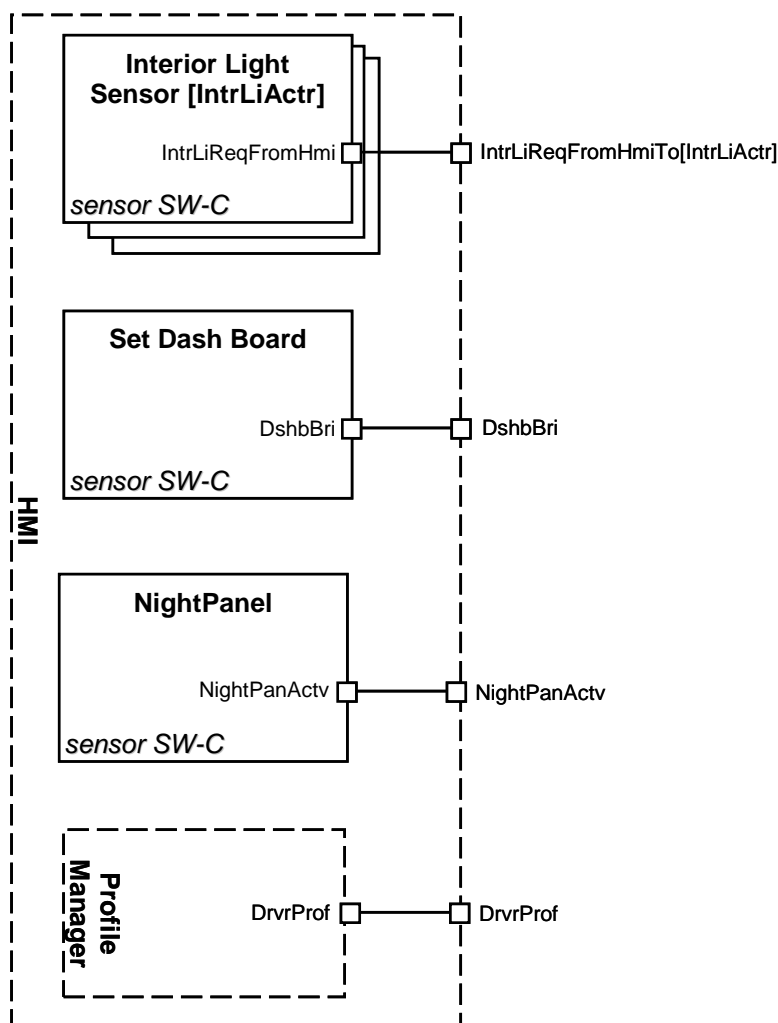 Interior Light
Sensor [IntrLiActr]
IntrLiReqFromHmi
IntrLiReqFromHmiTo[IntrLiActr]
sensor SW-C
Set Dash Board
DshbBri
DshbBri
sensor SW-C
HMI
NightPanel
NightPanActv
NightPanActv
sensor SW-C
Profile
Manager
DrvrProf
DrvrProf